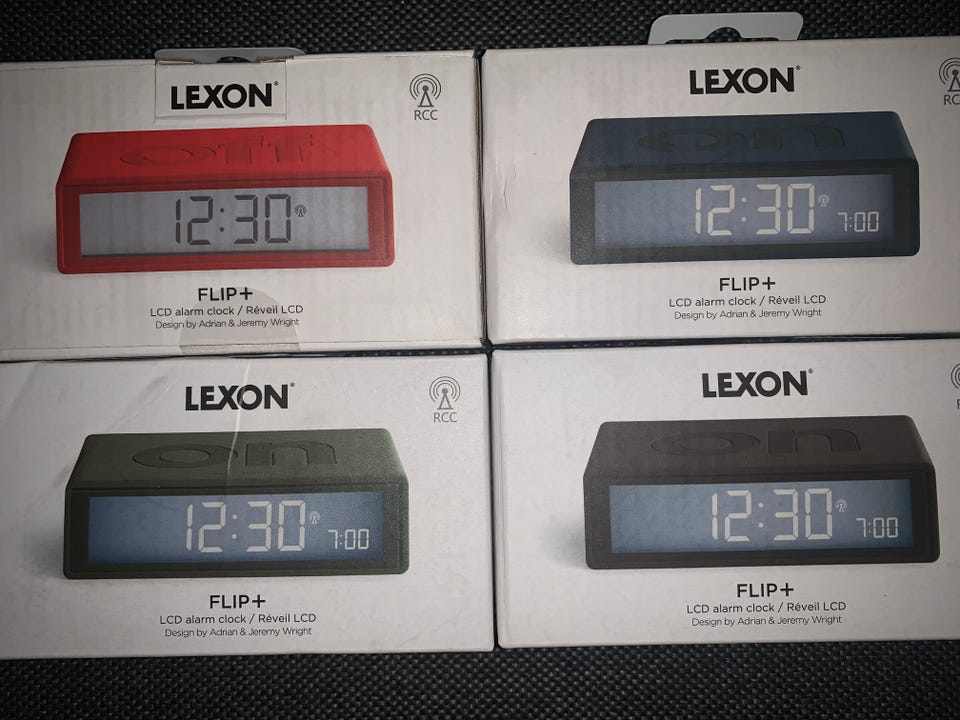 LEXON®
RCC
off
12:30
FLIP+
LCD alarm clock / Réveil LCD
Design by Adrian & Jeremy Wright
LEXON®
RC
on
12:30
7:00
FLIP+
LCD alarm clock / Réveil LCD
Design by Adrian & Jeremy Wright
LEXON®
RCC
on
12:30
7:00
FLIP+
LCD alarm clock / Réveil LCD
Design by Adrian & Jeremy Wright
LEXON®
on
12:30
7:00
FLIP+
LCD alarm clock / Réveil LCD
Design by Adrian & Jeremy Wright